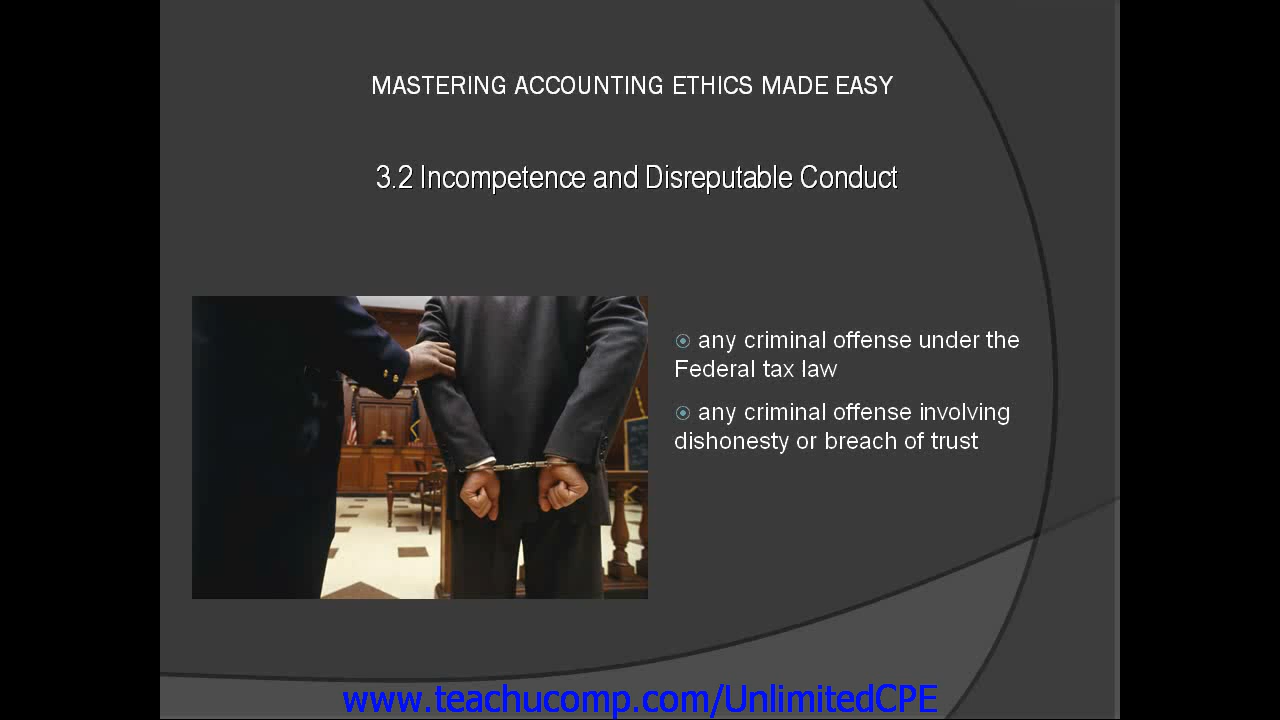 MASTERING ACCOUNTING ETHICS MADE EASY
3.2 Incompetence and Disreputable Conduct
any criminal offense under the
Federal tax law
any criminal offense involving
dishonesty or breach of trust
www.teachucomp.com/UnlimitedCPE